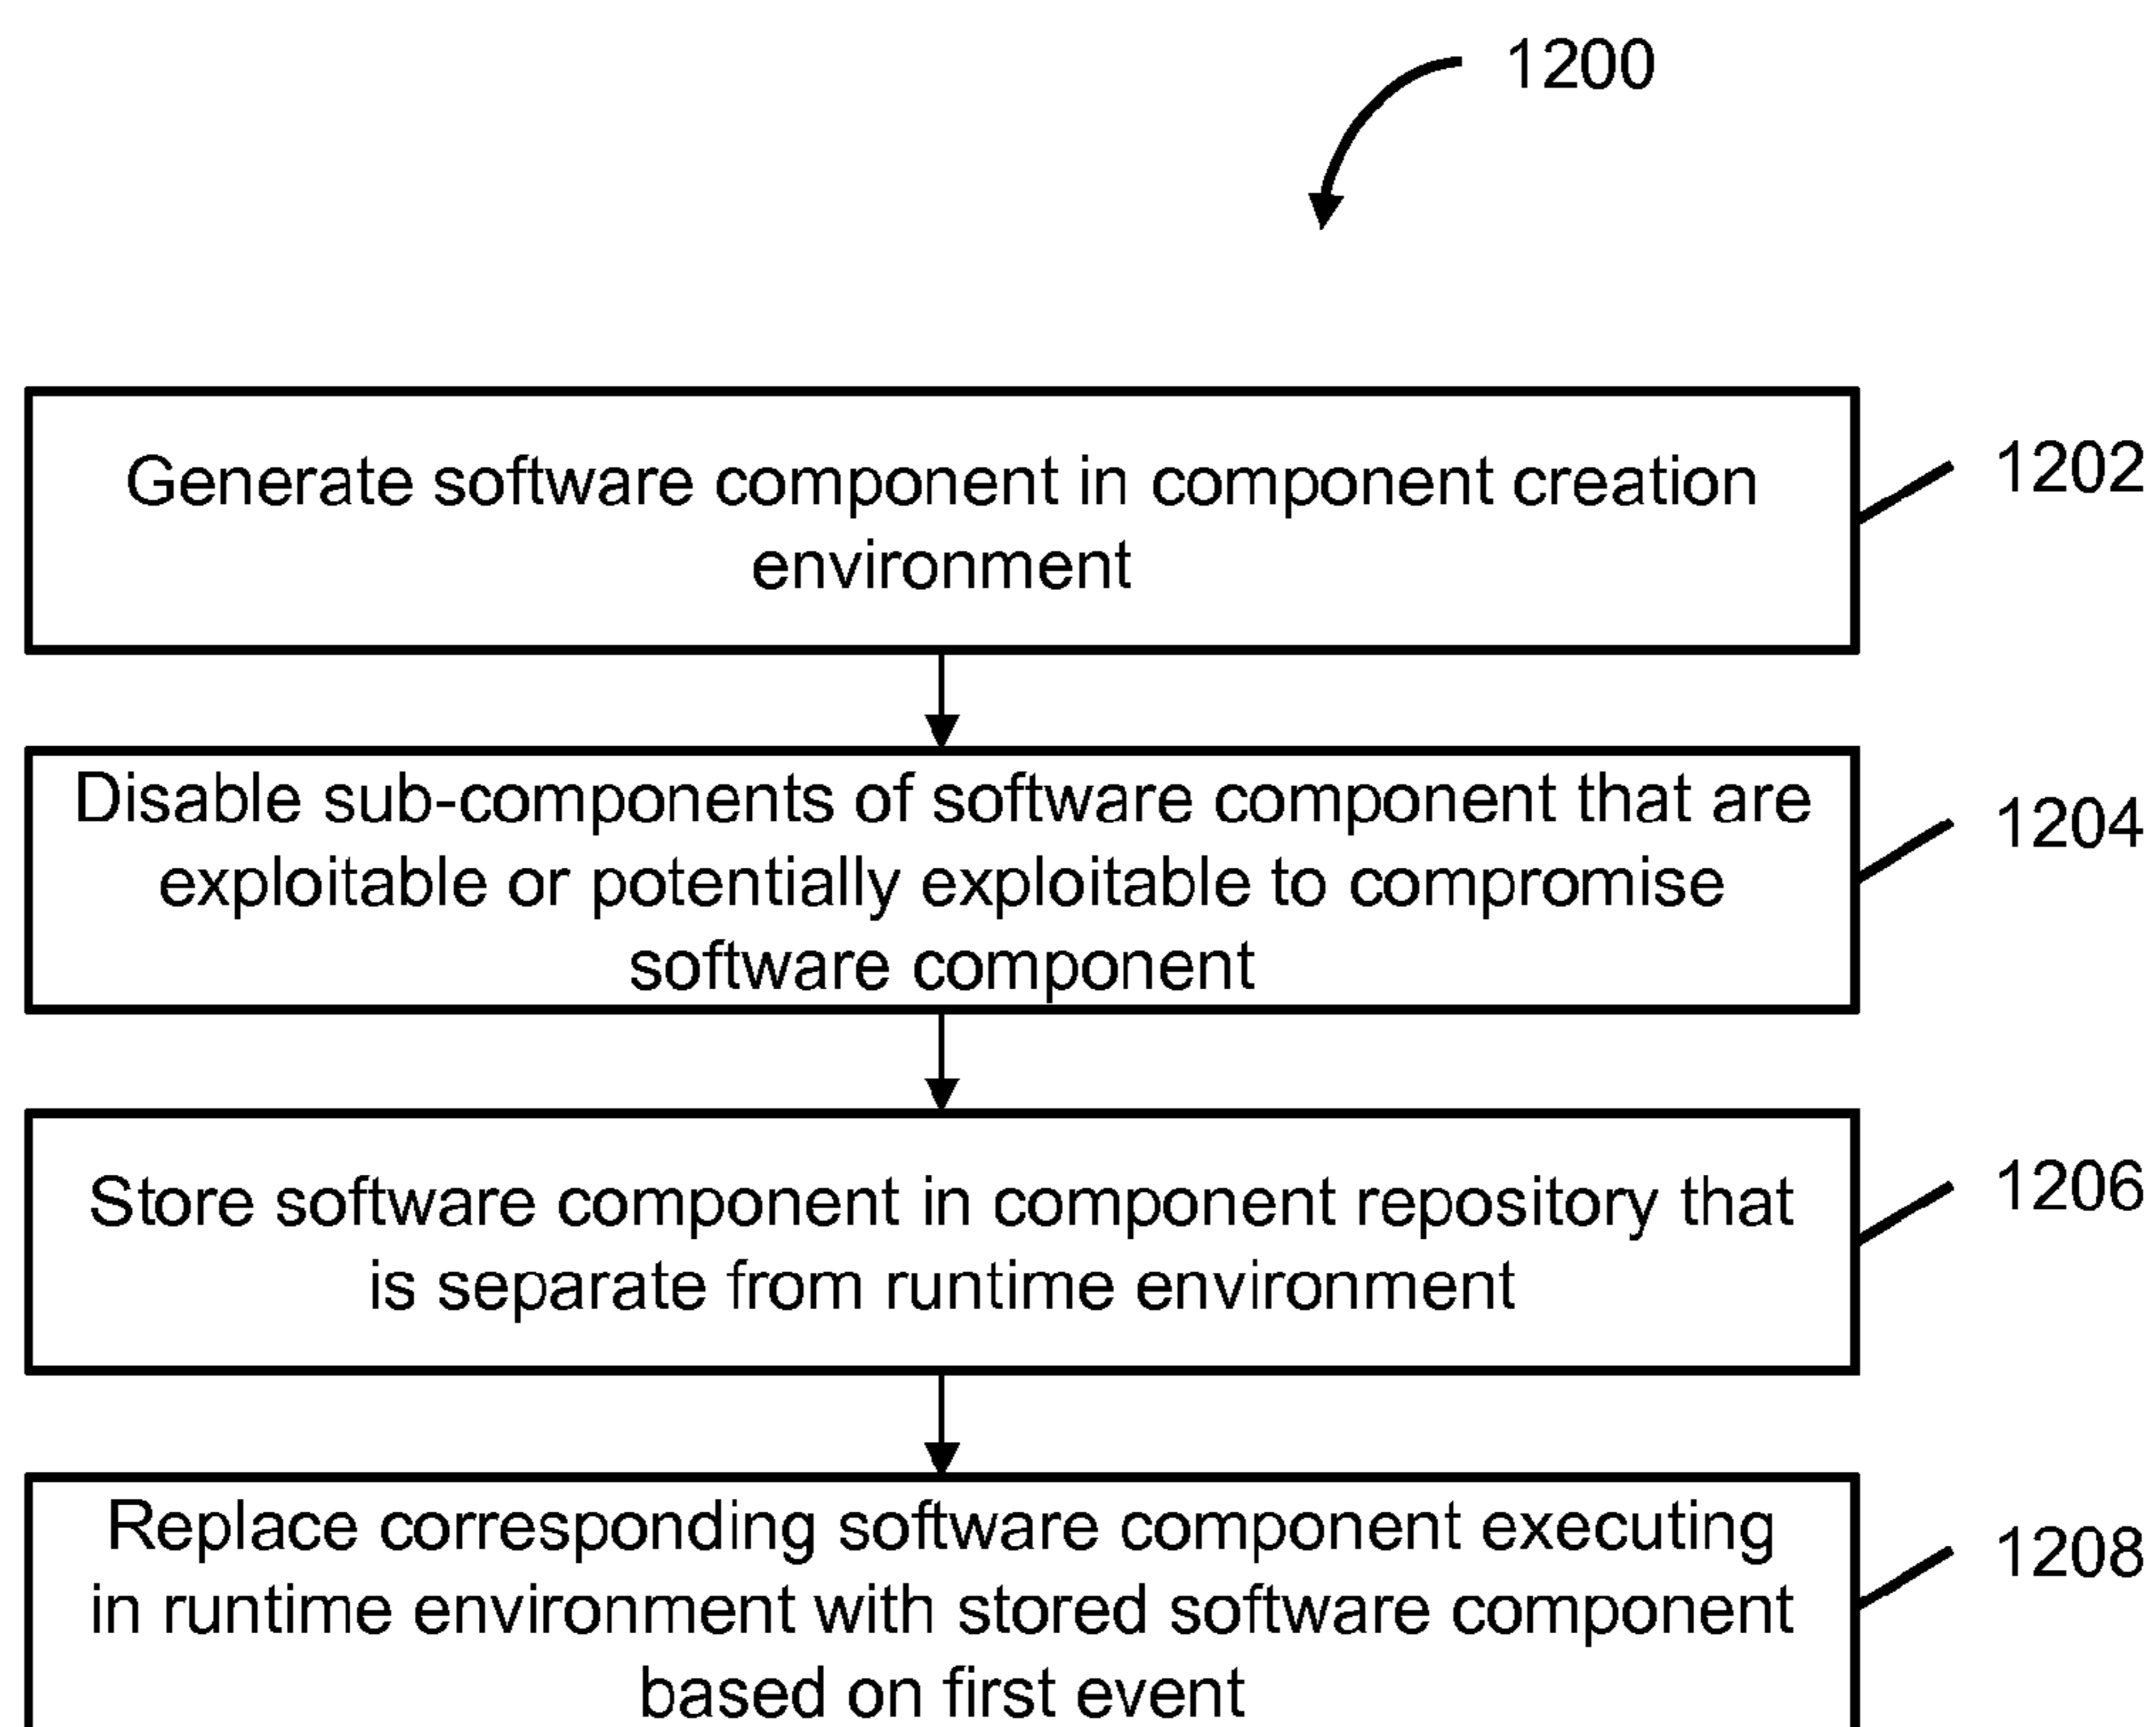 1200
Generate software component in component creation
environment
1202
Disable sub-components of software component that are
exploitable or potentially exploitable to compromise
software component
1204
Store software component in component repository that
is separate from runtime environment
1206
Replace corresponding software component executing
in runtime environment with stored software component
based on first event
1208